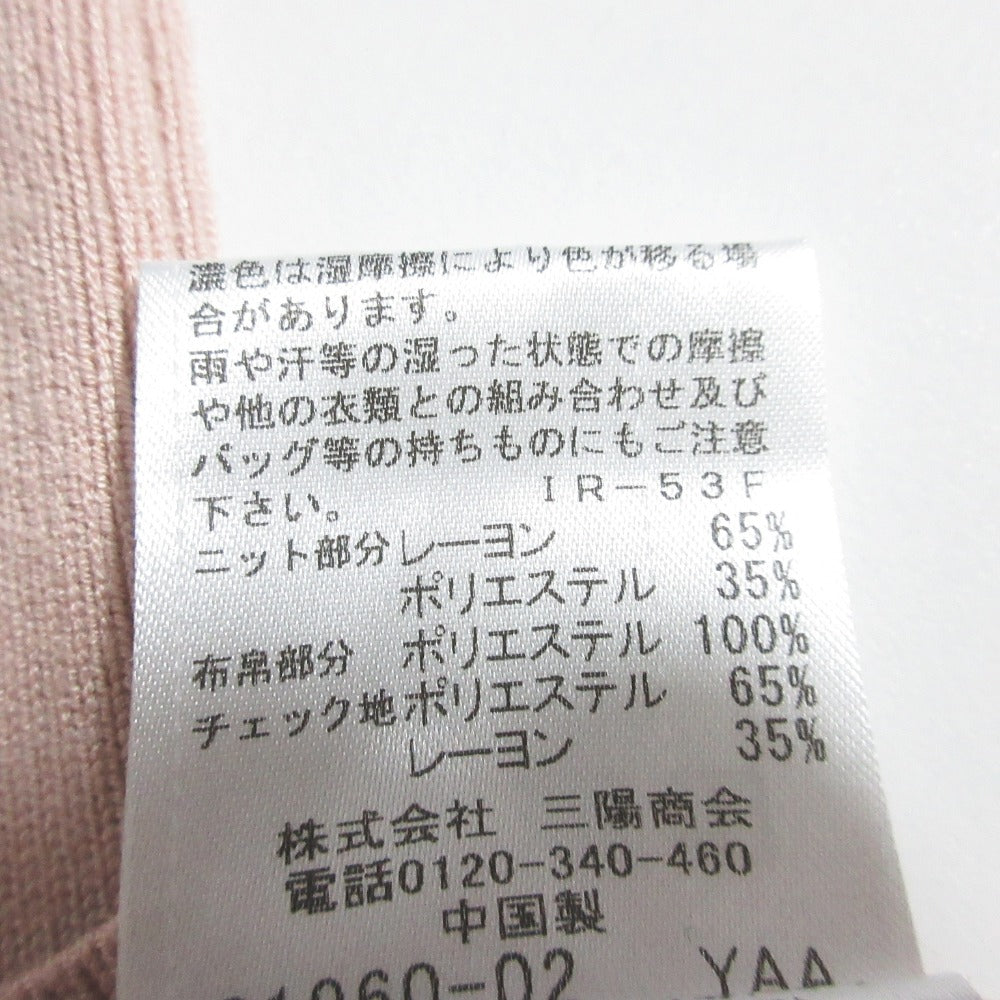 濃色は湿摩擦により色が移る場
合があります。
雨や汗等の湿った状態での摩擦
や他の衣類との組み合わせ及び
バッグ等の持ちものにもご注意
下さい。 IR-53F
ニット部分 レーヨン 65%
ポリエステル 35%
布帛部分 ポリエステル 100%
チェック地 ポリエステル 65%
レーヨン 35%
株式会社 三陽商会
電話0120-340-460
中国製
1060-02 YAA